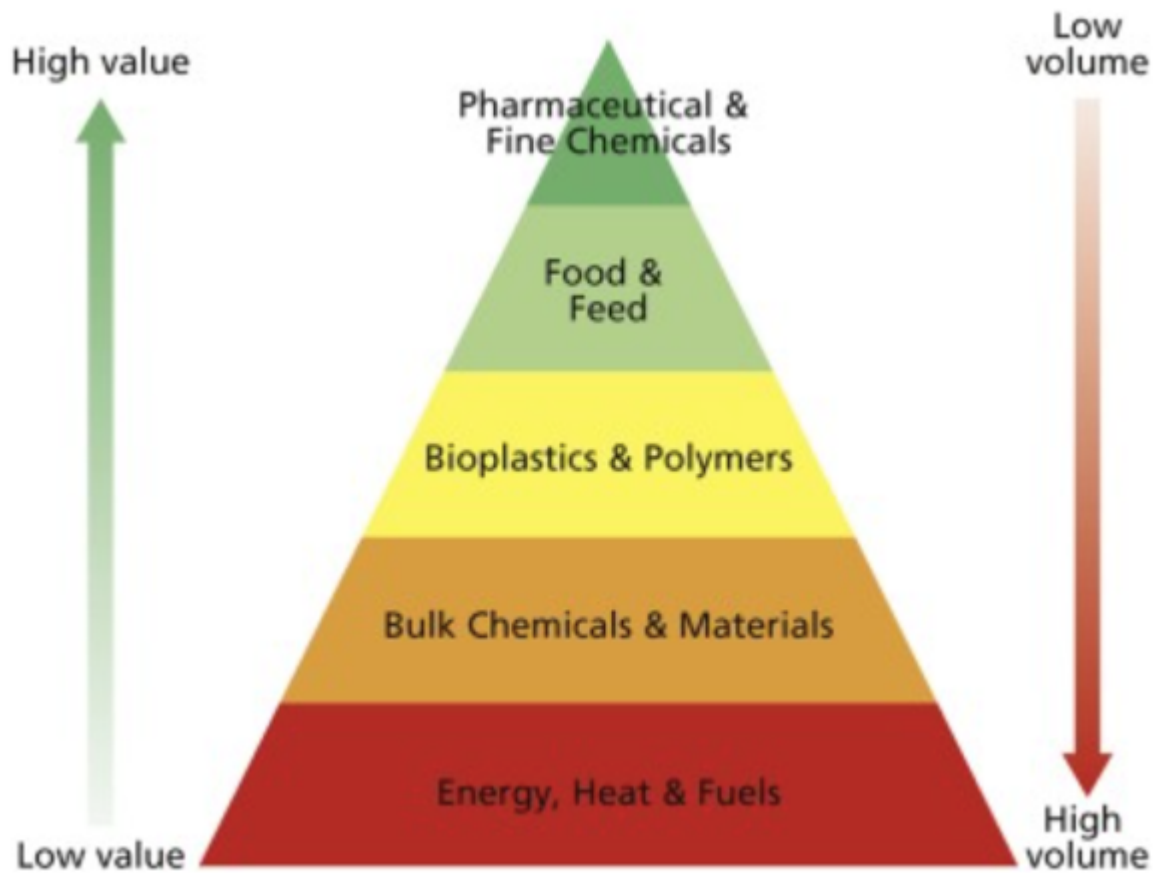 High value
Low
volume
Pharmaceutical &
Fine Chemicals
Food &
Feed
Bioplastics & Polymers
Bulk Chemicals & Materials
Energy, Heat & Fuels
Low value
High
volume